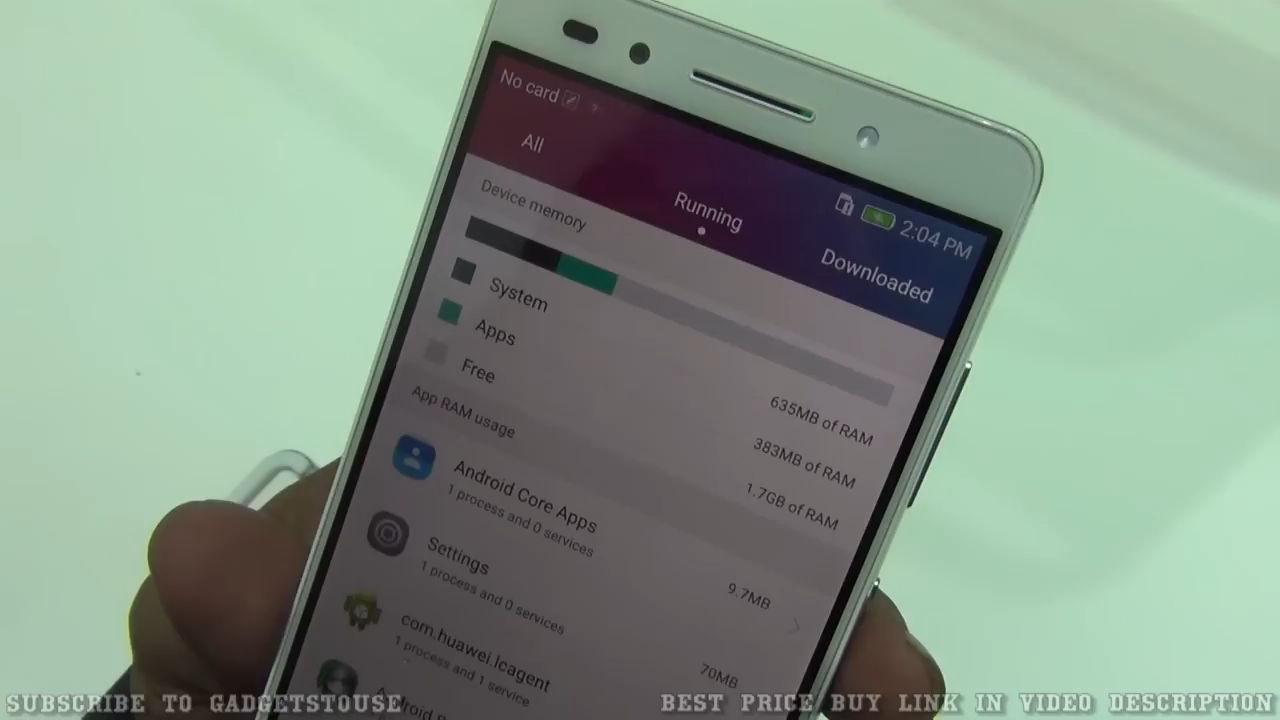 No card
2:04 PM
All
Running
Downloaded
Device memory
System
635MB of RAM
Apps
383MB of RAM
Free
1.7GB of RAM
App RAM usage
Android Core Apps
1 process and 0 services
9.7MB
Settings
1 process and 0 services
70MB
com.huawei.lcagent
1 process and 1 service
SUBSCRIBE TO GADGETSTOUSE
BEST PRICE BUY LINK IN VIDEO DESCRIPTION